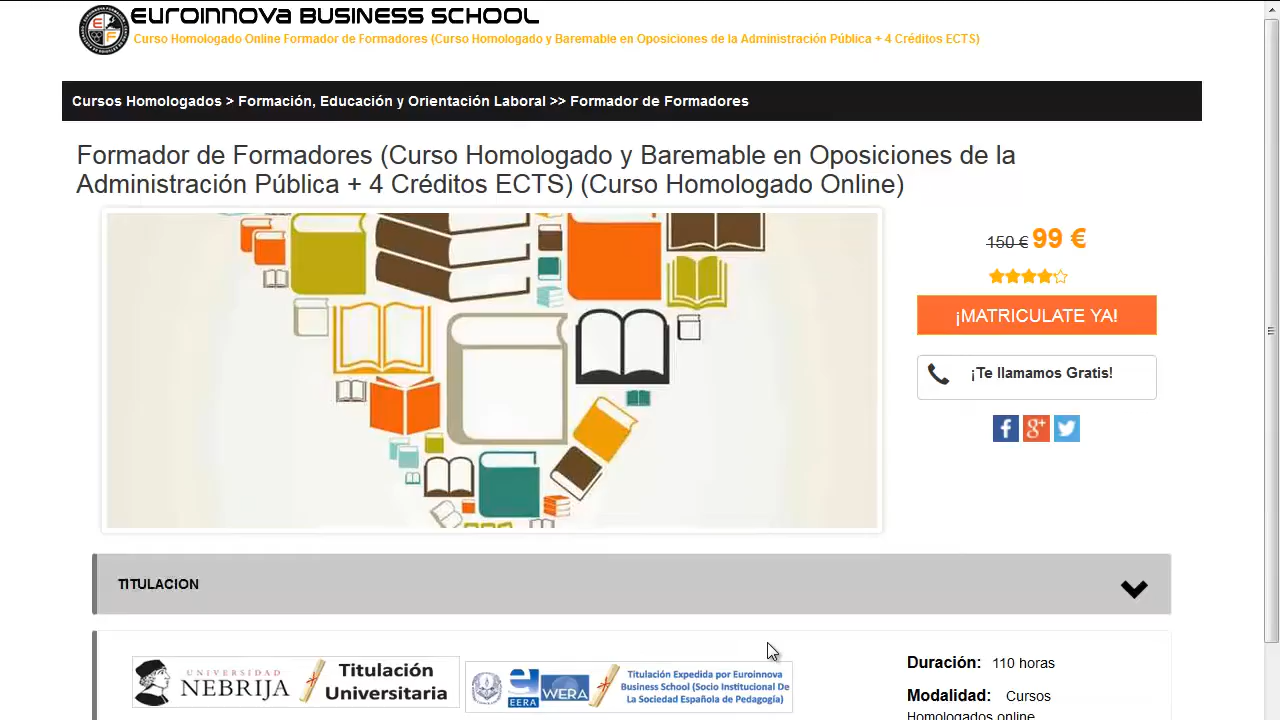 Euroinnova BUSINESS SCHOOL
Curso Homologado Online Formador de Formadores (Curso Homologado y Baremable en Oposiciones de la Administración Pública + 4 Créditos ECTS)
Cursos Homologados > Formación, Educación y Orientación Laboral >> Formador de Formadores
Formador de Formadores (Curso Homologado y Baremable en Oposiciones de la
Administración Pública + 4 Créditos ECTS) (Curso Homologado Online)
150 € 99 €
¡MATRICULATE YA!
¡Te llamamos Gratis!
TITULACION
UNIVERSIDAD
NEBRIJA
Titulación
Universitaria
EERA
WERA
Titulación Expedida por Euroinnova
Business School (Socio Institucional De
La Sociedad Española de Pedagogía)
Duración: 110 horas
Modalidad: Cursos
Homologados online